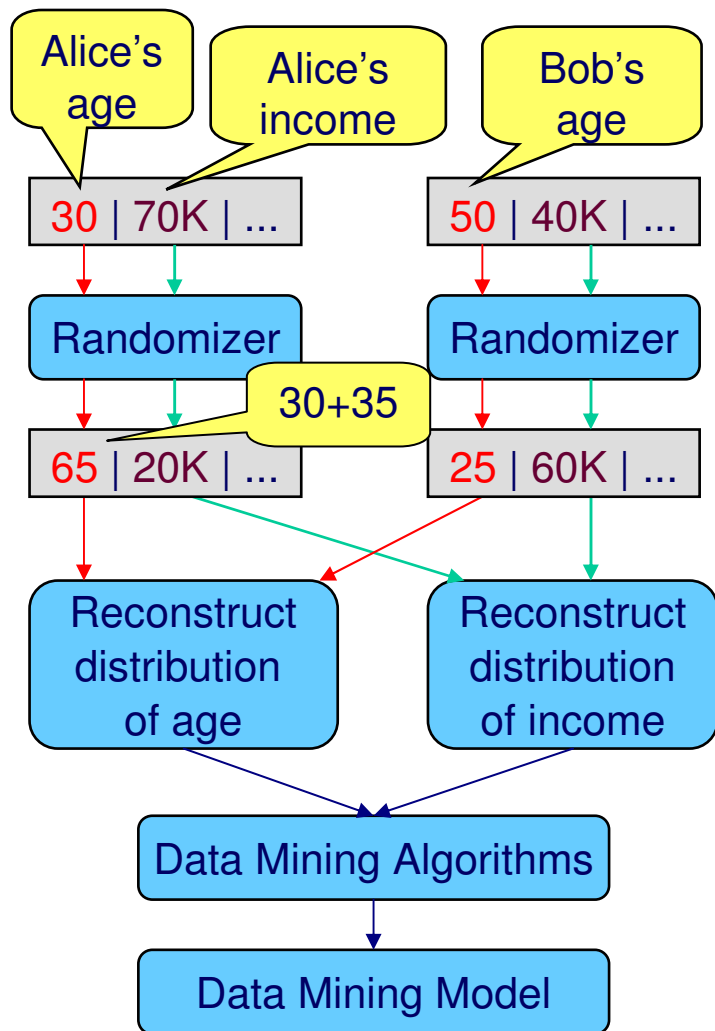 Alice's
age
Alice's
income
Bob's
age
30 | 70K | ...
50 | 40K | ...
Randomizer
Randomizer
30+35
65 | 20K | ...
25 | 60K | ...
Reconstruct
distribution
of age
Reconstruct
distribution
of income
Data Mining Algorithms
Data Mining Model